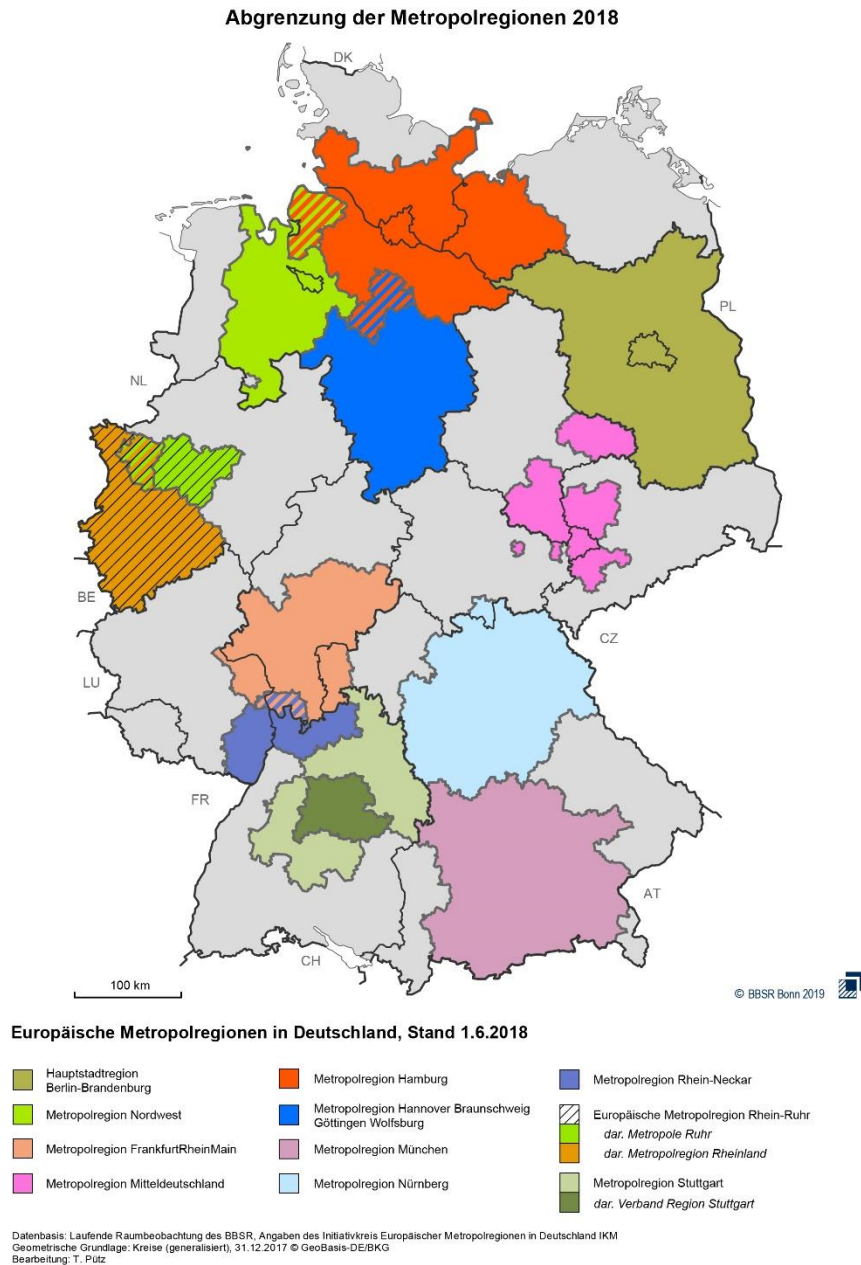 Abgrenzung der Metropolregionen 2018
DK
PL
NL
BE
CZ
LU
FR
AT
CH
100 km
© BBSR Bonn 2019
Europäische Metropolregionen in Deutschland, Stand 1.6.2018
Hauptstadtregion
Berlin-Brandenburg
Metropolregion Nordwest
Metropolregion FrankfurtRheinMain
Metropolregion Mitteldeutschland
Metropolregion Hamburg
Metropolregion Hannover Braunschweig
Göttingen Wolfsburg
Metropolregion München
Metropolregion Nürnberg
Metropolregion Rhein-Neckar
Europäische Metropolregion Rhein-Ruhr
dar. Metropole Ruhr
dar. Metropolregion Rheinland
Metropolregion Stuttgart
dar. Verband Region Stuttgart
Datenbasis: Laufende Raumbeobachtung des BBSR, Angaben des Initiativkreis Europäischer Metropolregionen in Deutschland IKM
Geometrische Grundlage: Kreise (generalisiert), 31.12.2017 © GeoBasis-DE/BKG
Bearbeitung: T. Pütz